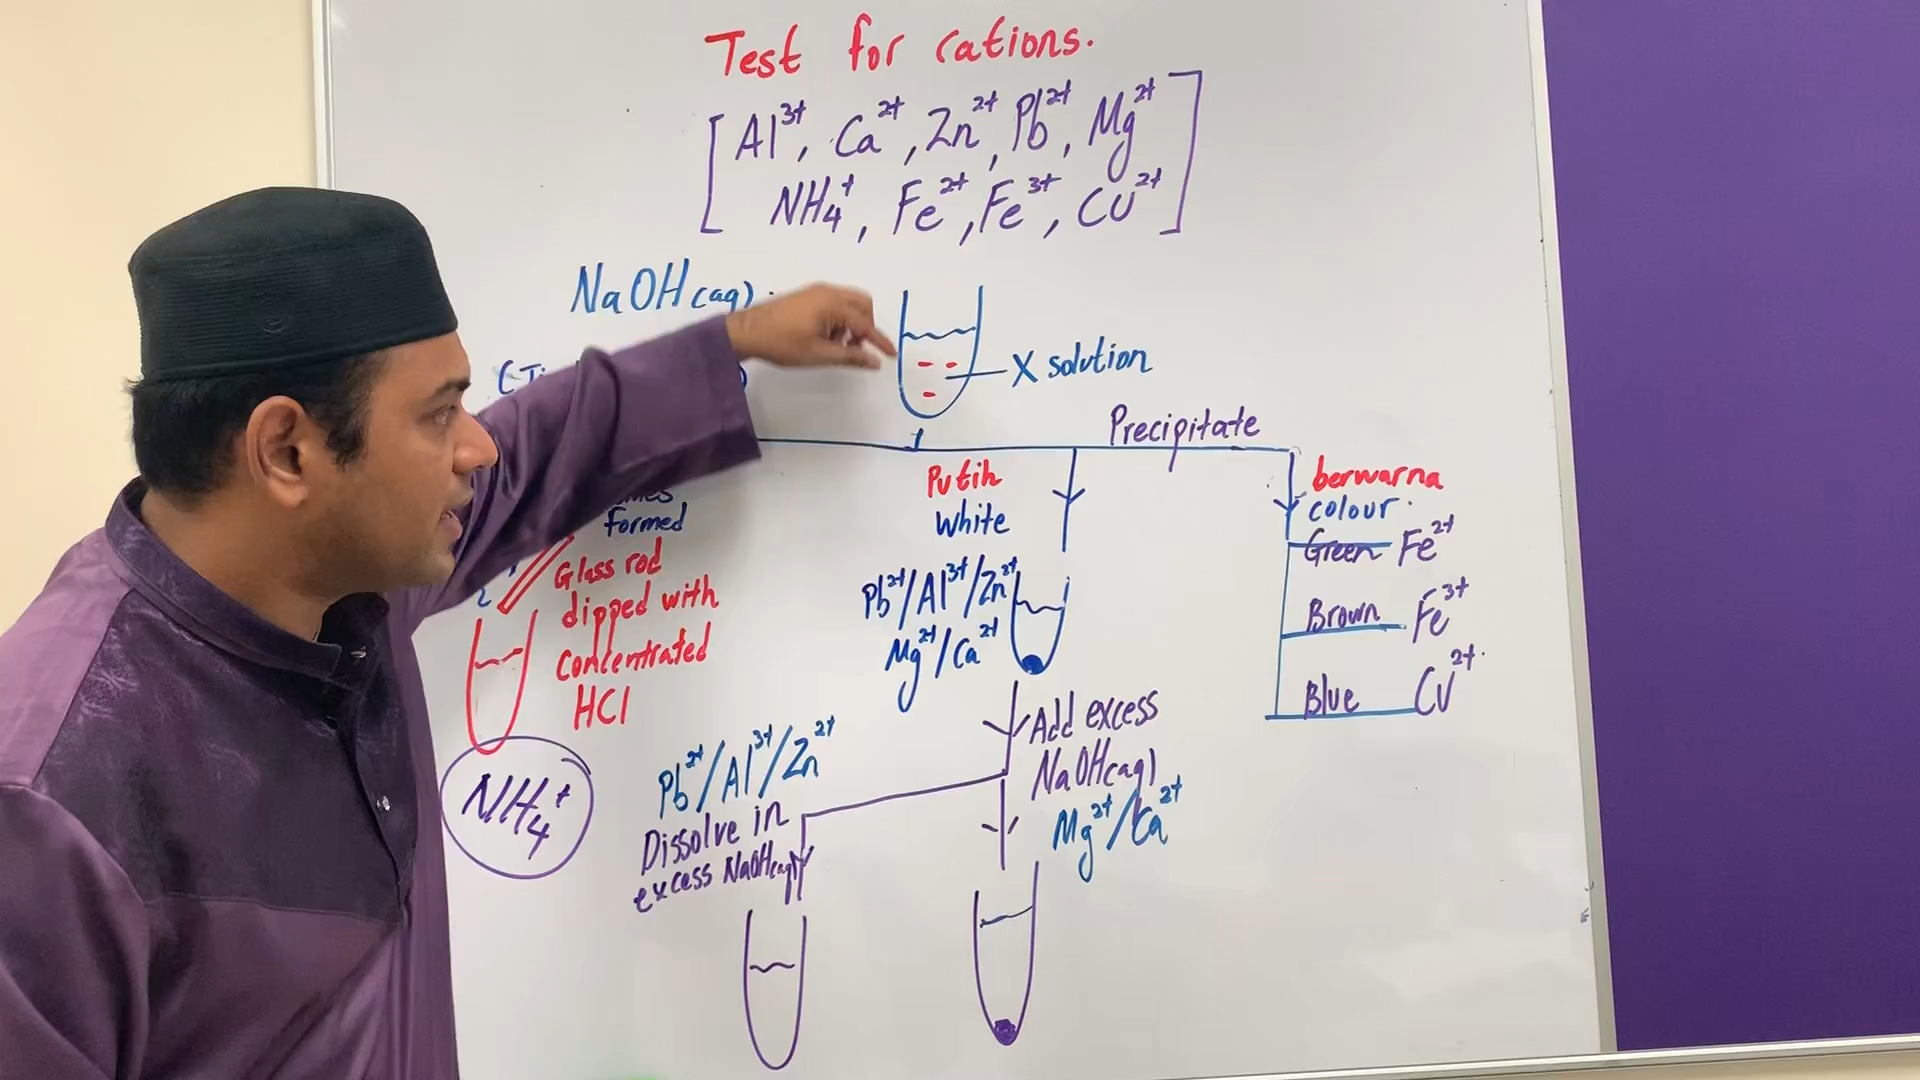 Test for cations.
[Al³⁺, Ca²⁺, Zn²⁺, Pb²⁺, Mg²⁺
NH₄⁺, Fe²⁺, Fe³⁺, Cu²⁺]
NaOH(aq)
X solution
Precipitate
formed
Glass rod
dipped with
concentrated
HCl
NH₄⁺
Putih
White
Pb²⁺/Al³⁺/Zn²⁺
Mg²⁺/Ca²⁺
Add excess
NaOH(aq)
Mg²⁺/Ca²⁺
Pb²⁺/Al³⁺/Zn²⁺
Dissolve in
excess NaOH(aq)
berwarna
colour.
Green Fe²⁺
Brown Fe³⁺
Blue Cu²⁺